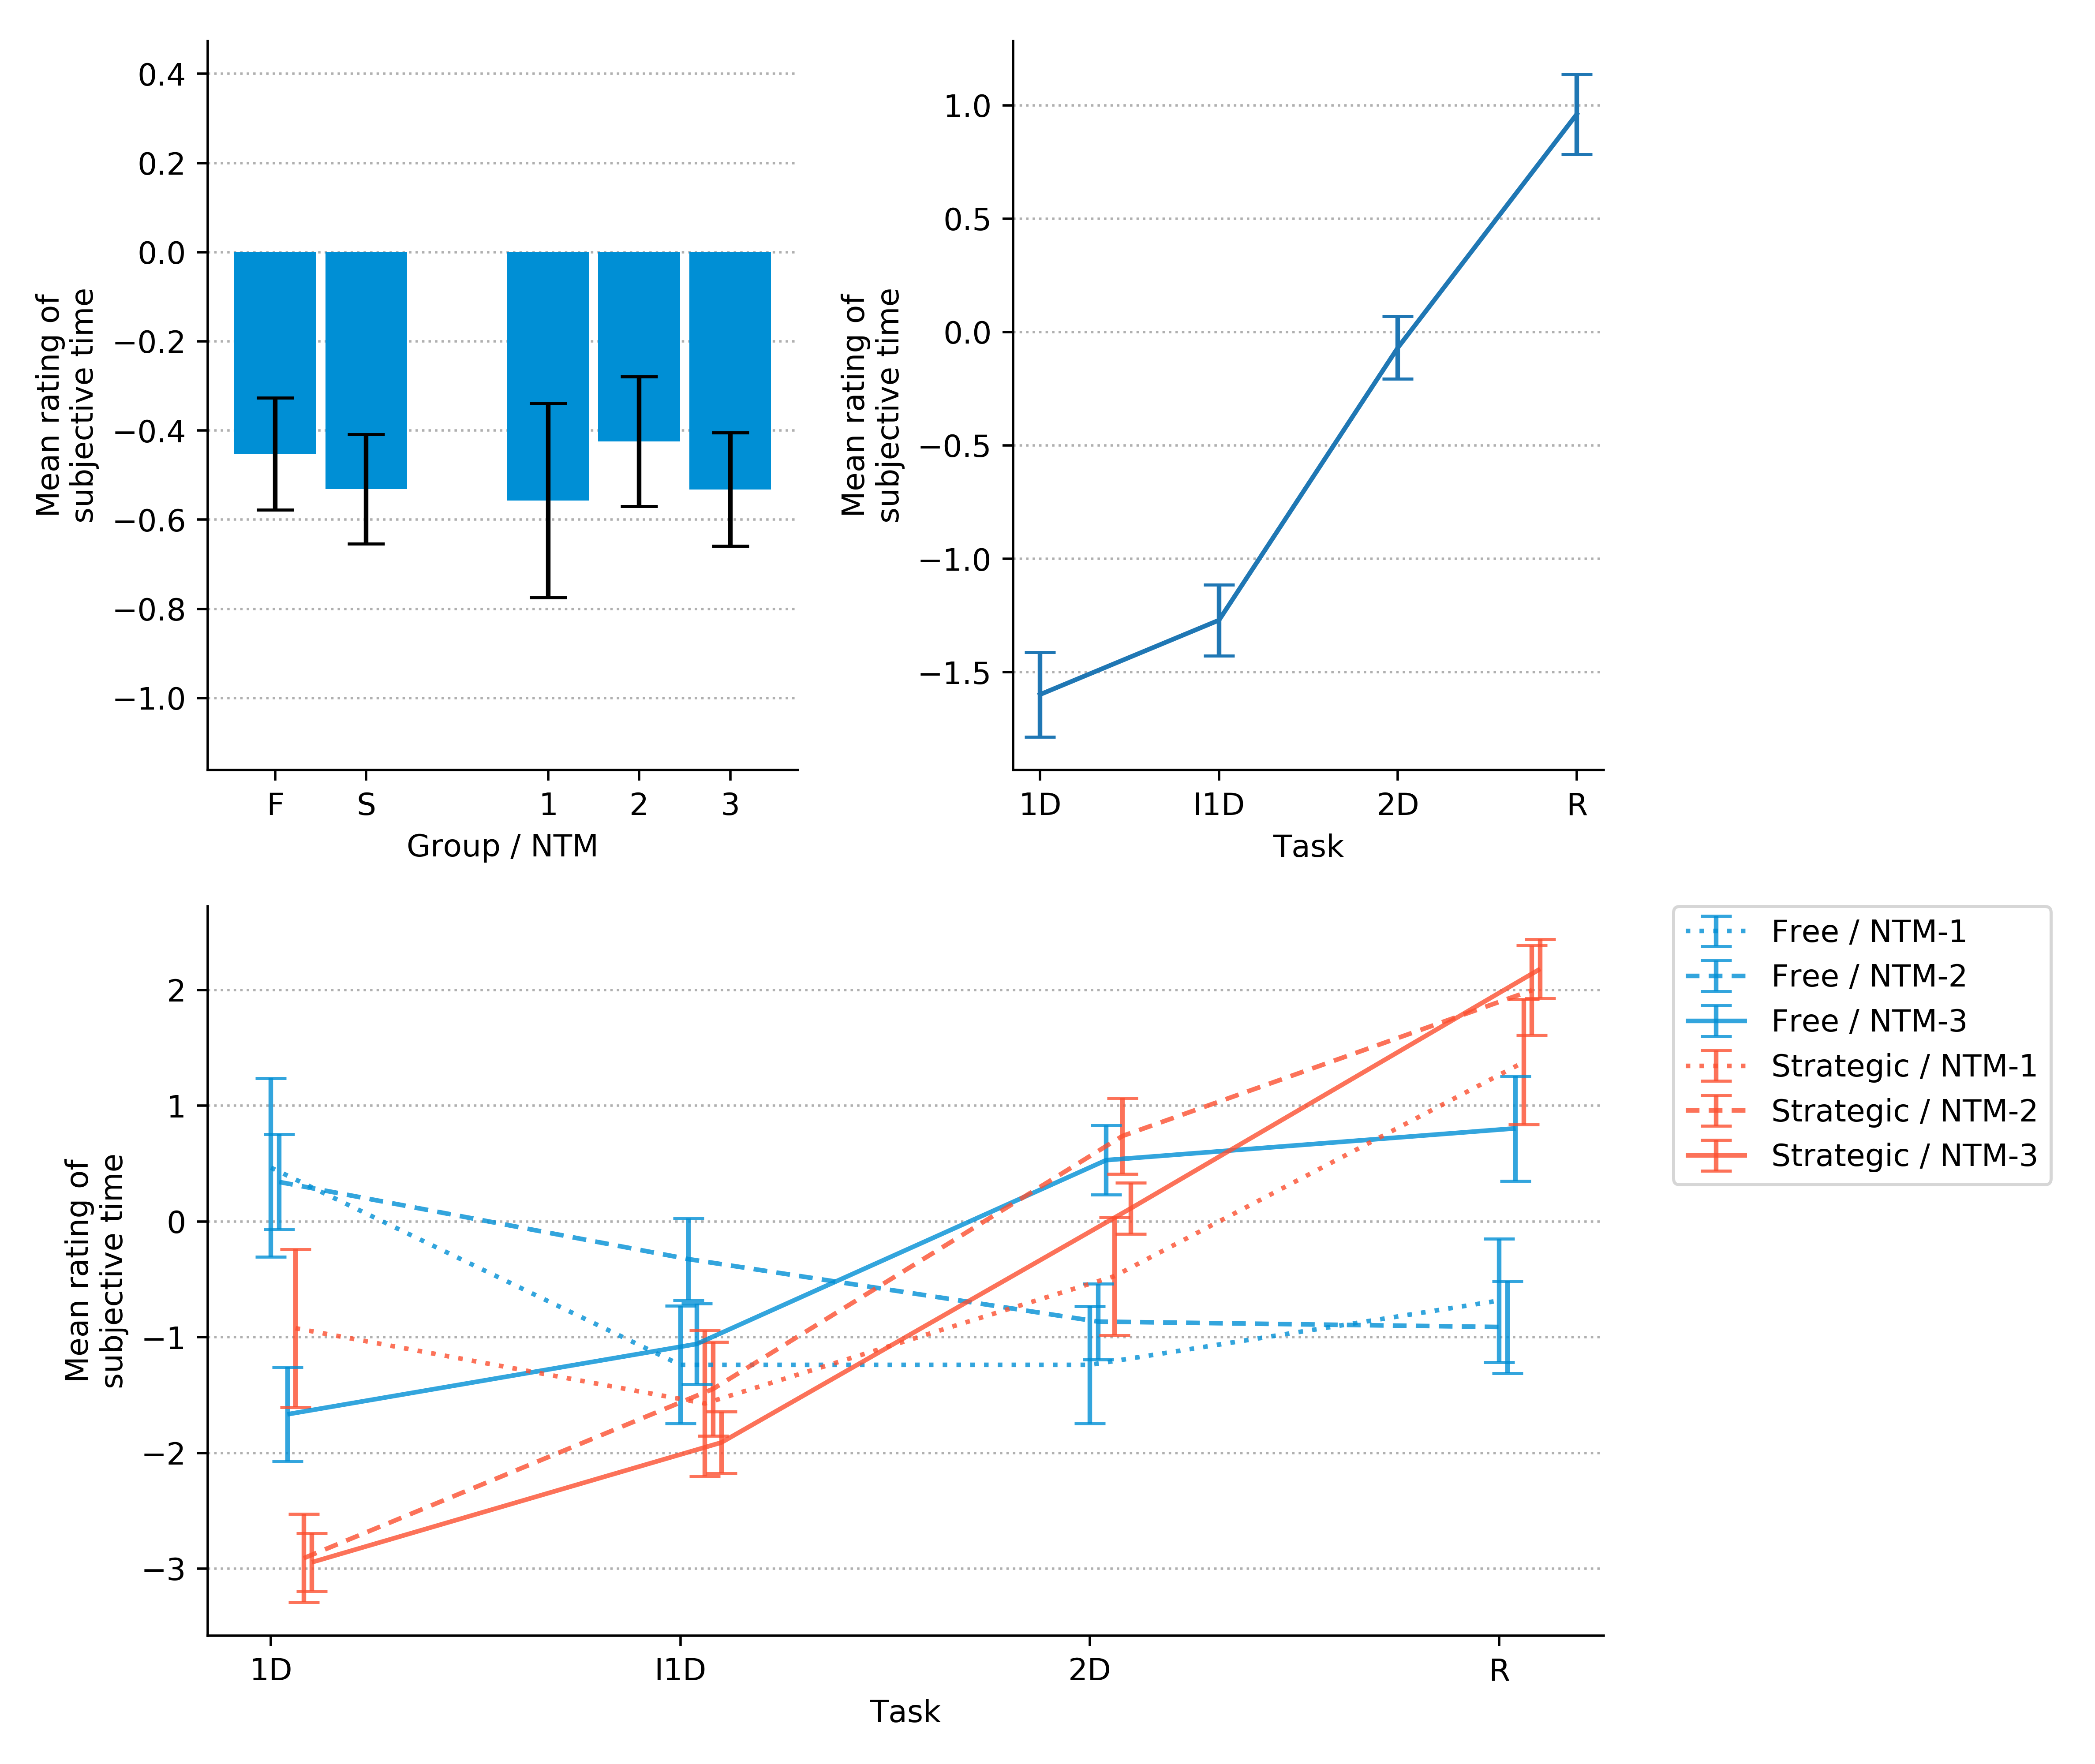 0.4
0.2
0.0
−0.2
−0.4
−0.6
−0.8
−1.0
Mean rating of
subjective time
F S 1 2 3
Group / NTM
1.0
0.5
0.0
−0.5
−1.0
−1.5
Mean rating of
subjective time
1D I1D 2D R
Task
2
1
0
−1
−2
−3
Mean rating of
subjective time
1D I1D 2D R
Task
Free / NTM-1
Free / NTM-2
Free / NTM-3
Strategic / NTM-1
Strategic / NTM-2
Strategic / NTM-3